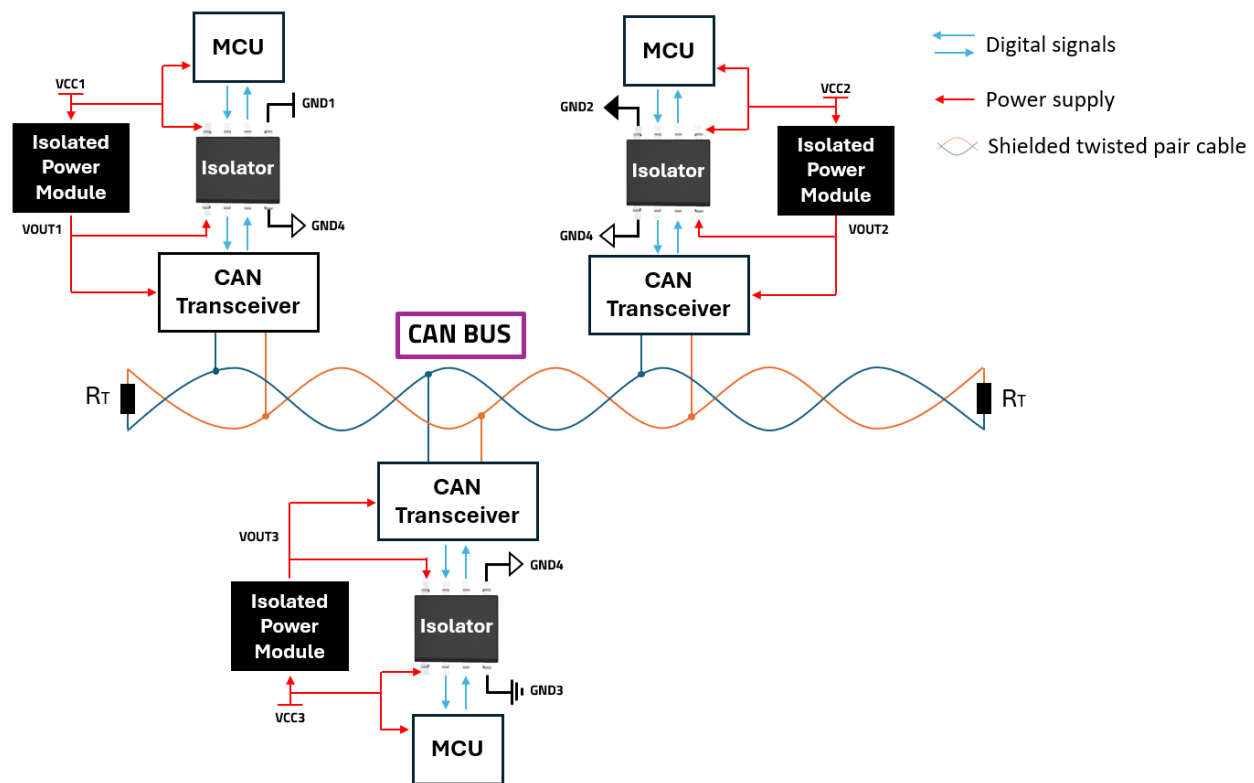 MCU
VCC1
GND1
Isolated
Power
Module
Isolator
VOUT1
GND4
CAN
Transceiver
MCU
GND2
VCC2
Isolated
Power
Module
Isolator
GND4
VOUT2
CAN
Transceiver
Digital signals
Power supply
Shielded twisted pair cable
CAN BUS
RT
RT
CAN
Transceiver
VOUT3
GND4
Isolated
Power
Module
Isolator
GND3
VCC3
MCU